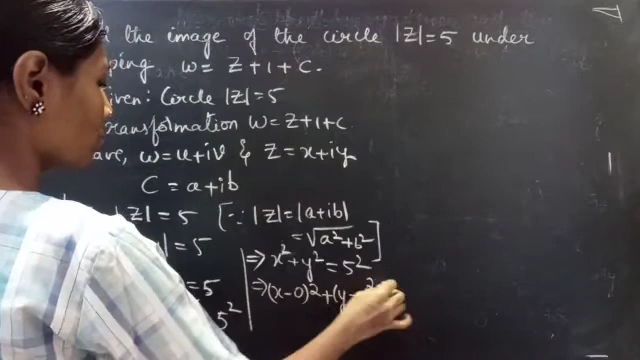 the image of the circle |Z|=5 under
ping w = Z+1+C.
iven: Circle |Z|=5
ransformation w=Z+1+C.
ave, w=u+iv & Z=x+iy
C = a+ib
|Z| = 5 [∵ |Z|=|a+ib|
| = 5 = √a²+b² ]
⇒ x²+y² = 5²
= 5 ⇒ (x-0)²+(y-
5²